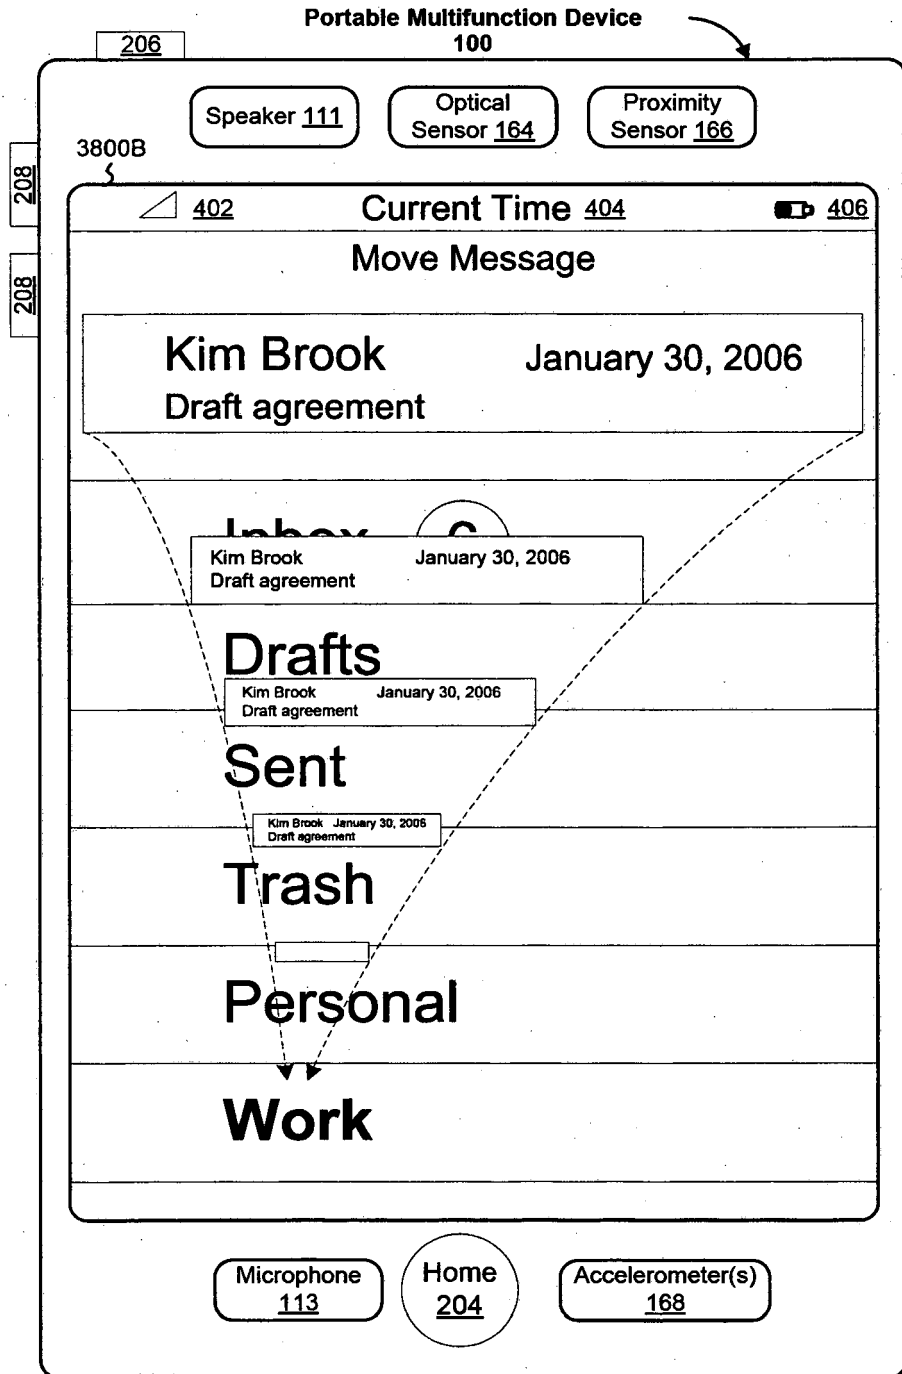 Portable Multifunction Device
100
206
Speaker 111
Optical
Sensor 164
Proximity
Sensor 166
3800B
208
208
402
Current Time 404
406
Move Message
Kim Brook
January 30, 2006
Draft agreement
Kim Brook January 30, 2006
Draft agreement
Drafts
Kim Brook January 30, 2006
Draft agreement
Sent
Kim Brook January 30, 2006
Draft agreement
Trash
Personal
Work
Microphone
113
Home
204
Accelerometer(s)
168